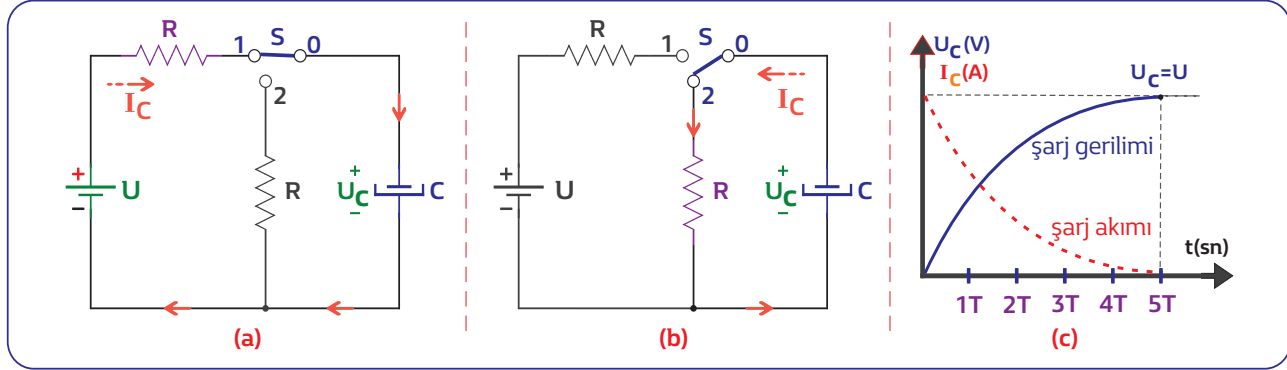 R
1 S 0
2
I_C
+
U
−
R
+
U_C
−
C
(a)
R
1 S 0
2
I_C
+
U
−
R
+
U_C
−
C
(b)
U_C(V)
I_C(A)
U_C=U
şarj gerilimi
şarj akımı
t(sn)
1T 2T 3T 4T 5T
(c)